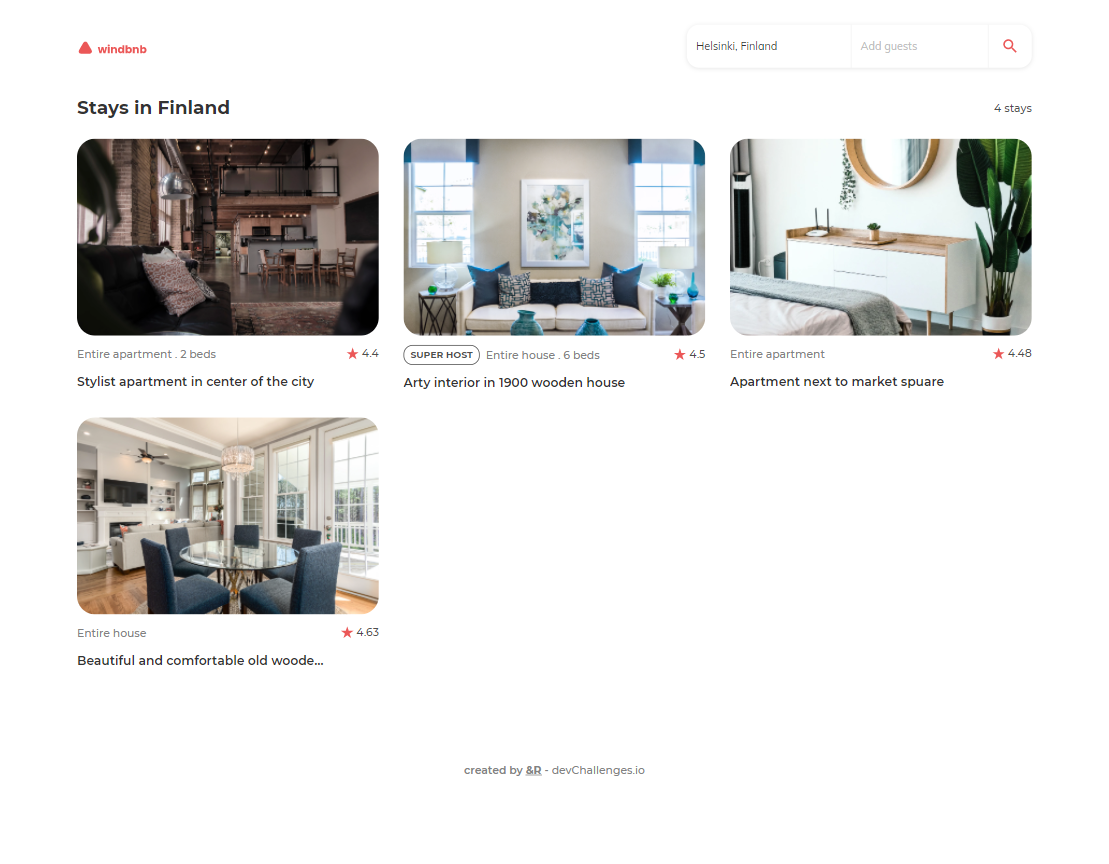 windbnb
Helsinki, Finland
Add guests
Stays in Finland
4 stays
Entire apartment . 2 beds
4.4
Stylist apartment in center of the city
SUPER HOST
Entire house . 6 beds
4.5
Arty interior in 1900 wooden house
Entire apartment
4.48
Apartment next to market spuare
Entire house
4.63
Beautiful and comfortable old woode...
created by &R - devChallenges.io